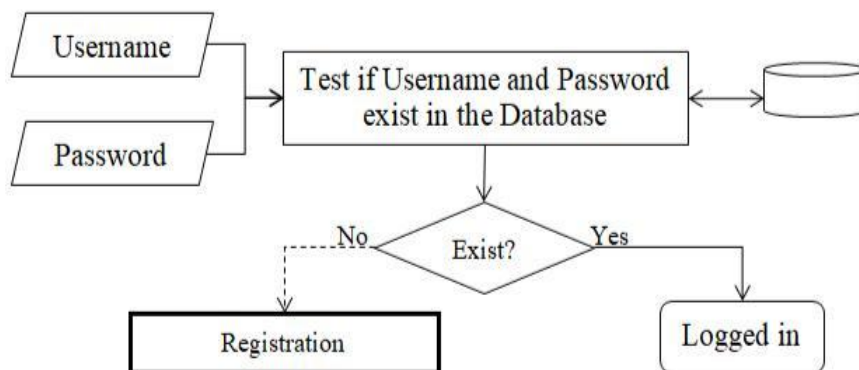 Username
Test if Username and Password
exist in the Database
Password
No
Exist?
Yes
Registration
Logged in